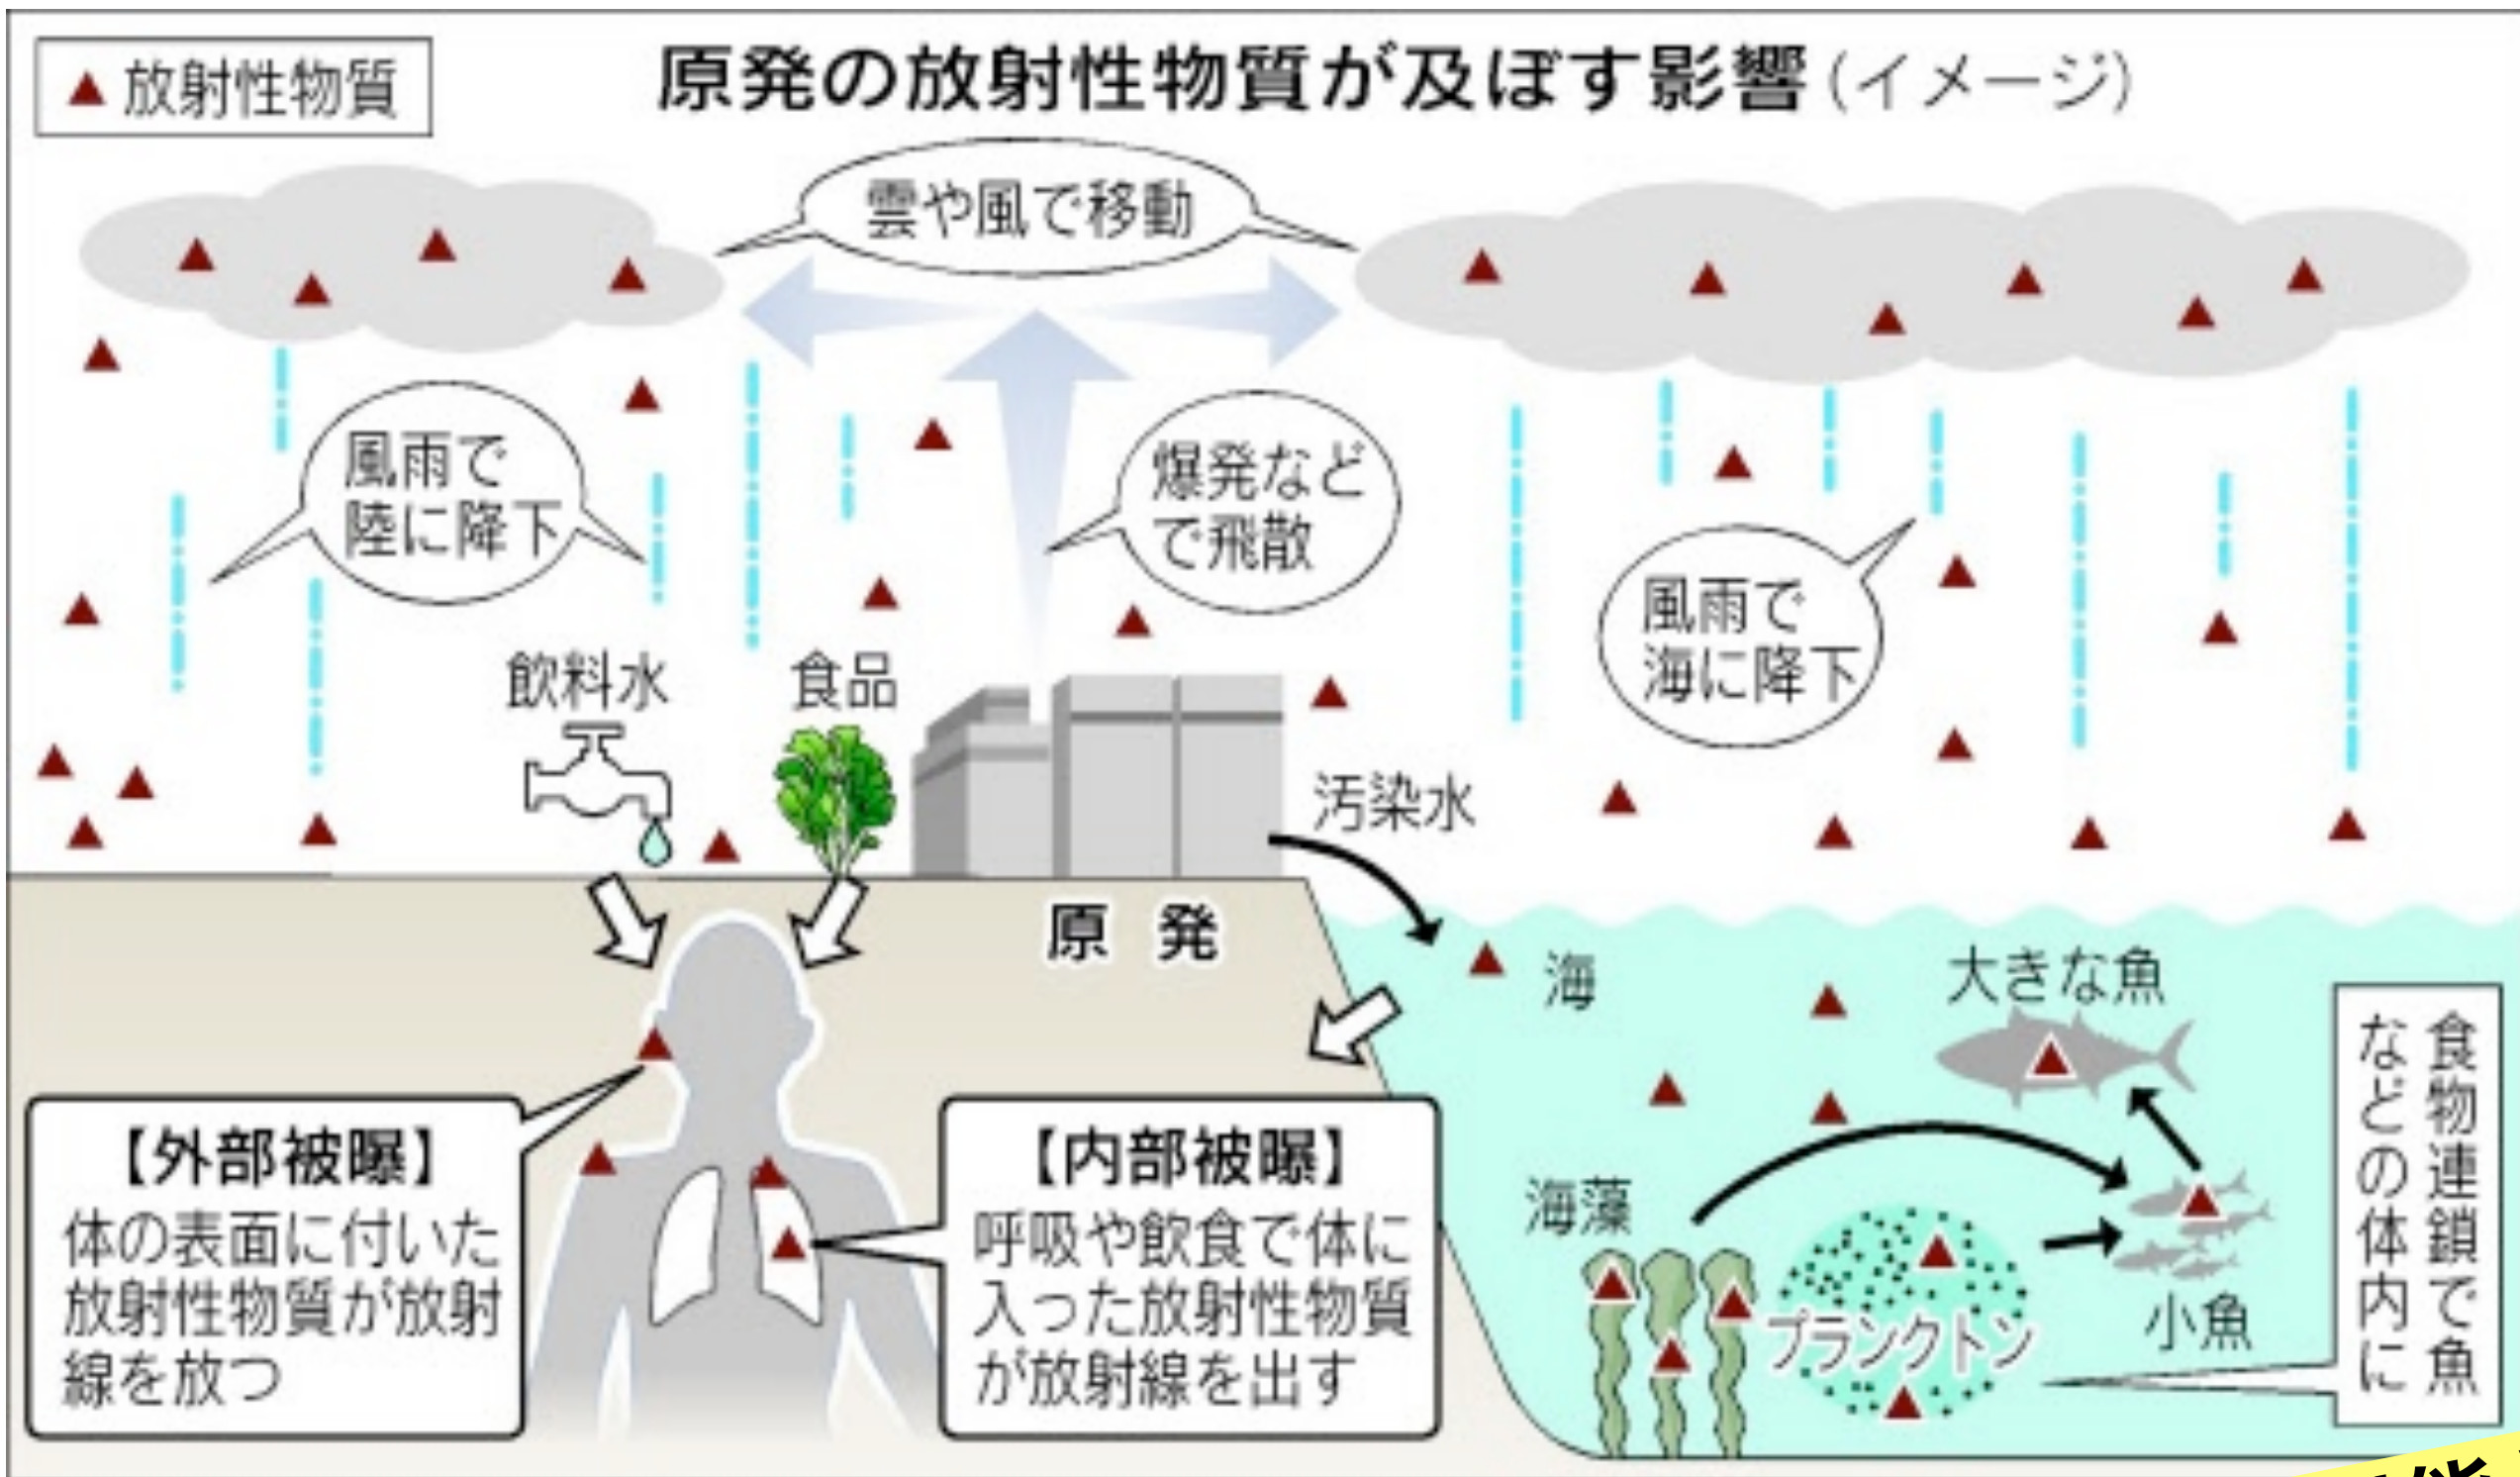 ▲ 放射性物質
原発の放射性物質が及ぼす影響(イメージ)
雲や風で移動
風雨で
陸に降下
爆発など
で飛散
風雨で
海に降下
飲料水
食品
汚染水
原 発
海
大きな魚
食物連鎖で魚
などの体内に
【外部被曝】
体の表面に付いた
放射性物質が放射
線を放つ
【内部被曝】
呼吸や飲食で体に
入った放射性物質
が放射線を出す
海藻
プランクトン
小魚